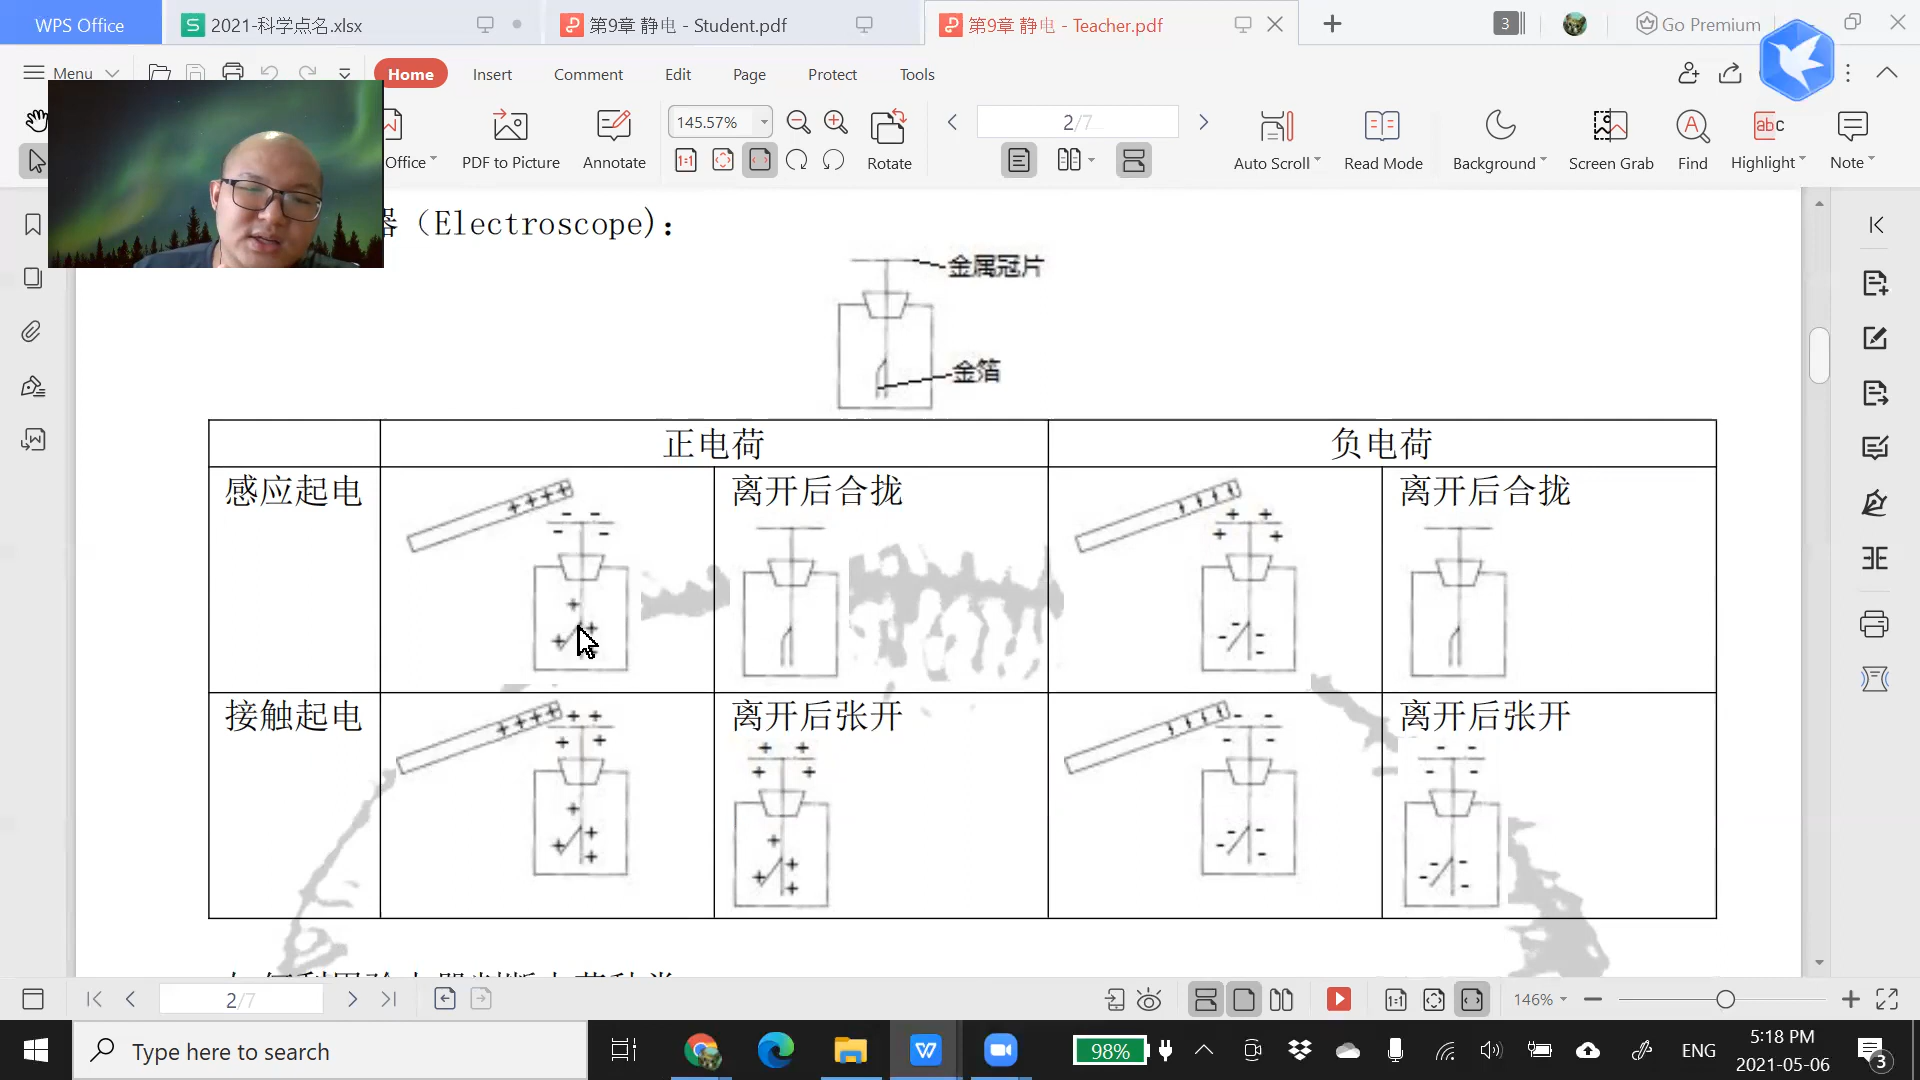 WPS Office
2021-科学点名.xlsx
第9章 静电 - Student.pdf
第9章 静电 - Teacher.pdf
3
Go Premium
Menu
Home
Insert
Comment
Edit
Page
Protect
Tools
Office
PDF to Picture
Annotate
145.57%
Rotate
2/7
Auto Scroll
Read Mode
Background
Screen Grab
Find
Highlight
Note
器（Electroscope）：
金属冠片
金箔
正电荷
负电荷
感应起电
离开后合拢
离开后合拢
接触起电
离开后张开
离开后张开
2/7
146%
Type here to search
98%
ENG
5:18 PM
2021-05-06
3